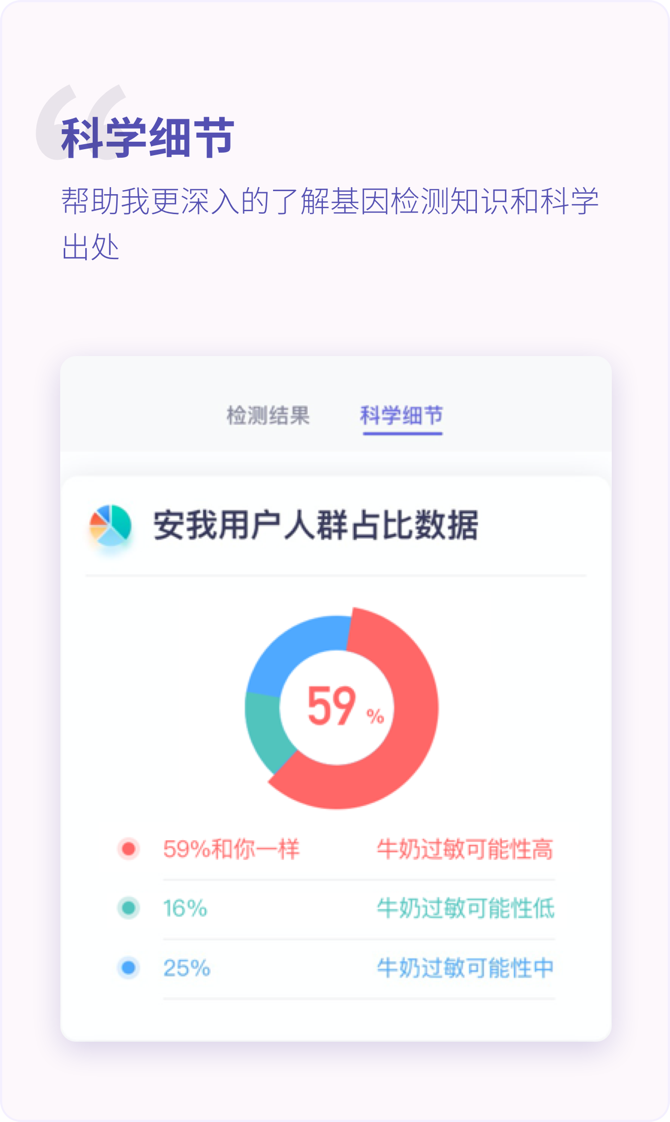 科学细节
帮助我更深入的了解基因检测知识和科学
出处
检测结果 科学细节
安我用户人群占比数据
59 %
59%和你一样 牛奶过敏可能性高
16% 牛奶过敏可能性低
25% 牛奶过敏可能性中